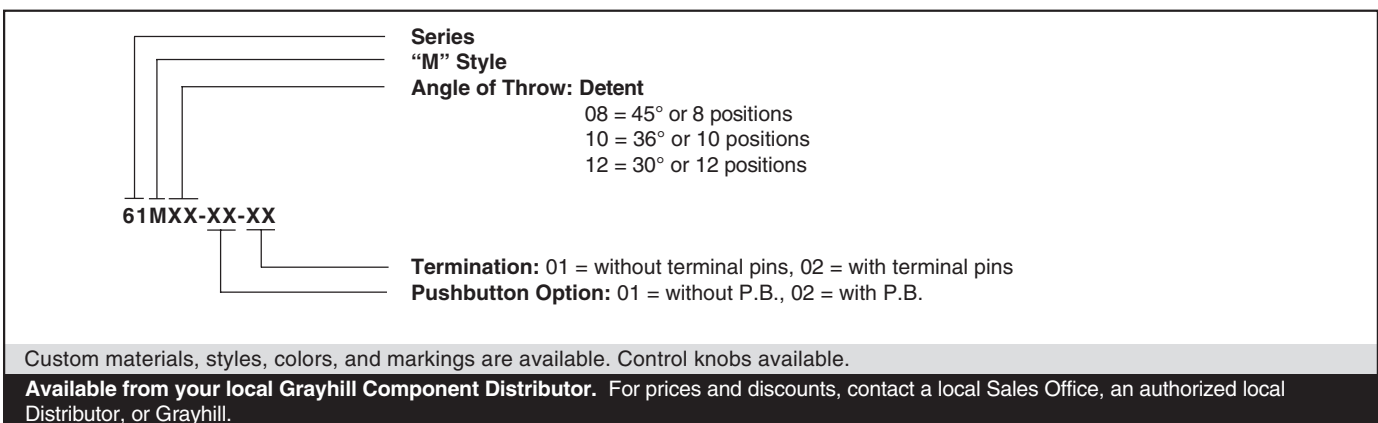 Series
“M” Style
Angle of Throw: Detent
08 = 45° or 8 positions
10 = 36° or 10 positions
12 = 30° or 12 positions
61MXX-XX-XX
Termination: 01 = without terminal pins, 02 = with terminal pins
Pushbutton Option: 01 = without P.B., 02 = with P.B.
Custom materials, styles, colors, and markings are available. Control knobs available.
Available from your local Grayhill Component Distributor. For prices and discounts, contact a local Sales Office, an authorized local
Distributor, or Grayhill.